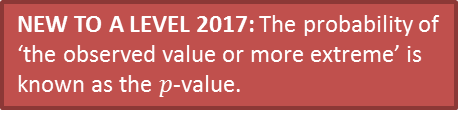 NEW TO A LEVEL 2017: The probability of
‘the observed value or more extreme’ is
known as the 𝑝-value.